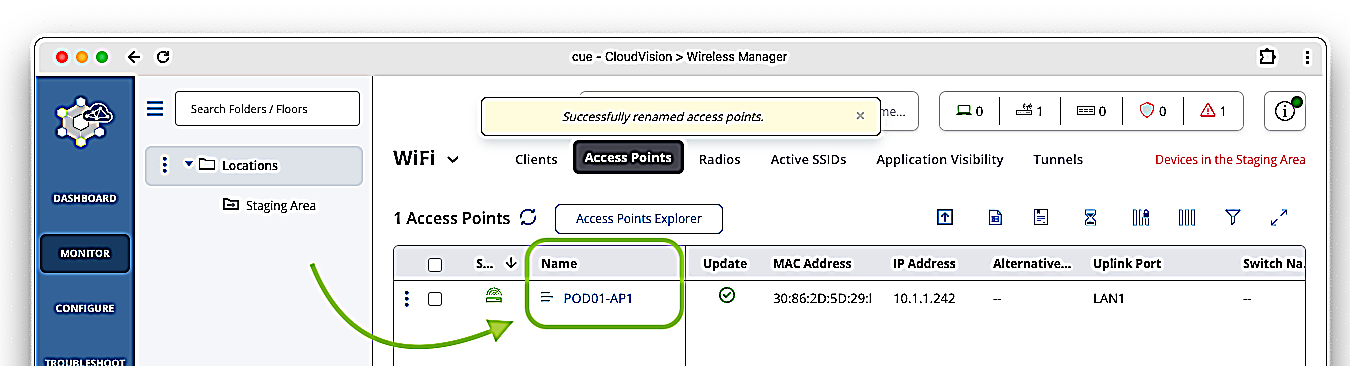 cue - CloudVision > Wireless Manager
Search Folders / Floors
Successfully renamed access points. ×
me...
0 1 0 0 1
Locations
WiFi Clients Access Points Radios Active SSIDs Application Visibility Tunnels Devices in the Staging Area
DASHBOARD
Staging Area
1 Access Points Access Points Explorer
MONITOR
S... Name Update MAC Address IP Address Alternative... Uplink Port Switch Na.
POD01-AP1 30:86:2D:5D:29:I 10.1.1.242 -- LAN1 --
CONFIGURE
TROUBLESHOOT